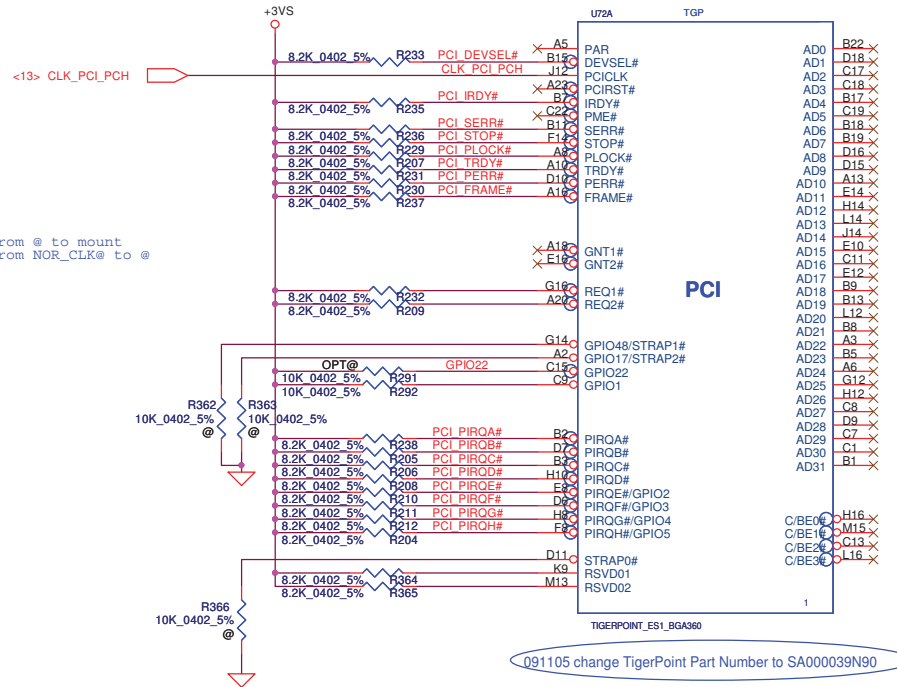 +3VS
U72A TGP
<13> CLK_PCI_PCH
8.2K_0402_5% R233 PCI_DEVSEL#
CLK_PCI_PCH
PCI_IRDY#
8.2K_0402_5% R235
PCI_SERR#
8.2K_0402_5% R236 PCI_STOP#
8.2K_0402_5% R229 PCI_PLOCK#
8.2K_0402_5% R207 PCI_TRDY#
8.2K_0402_5% R231 PCI_PERR#
8.2K_0402_5% R230 PCI_FRAME#
8.2K_0402_5% R237
rom @ to mount
rom NOR_CLK@ to @
8.2K_0402_5% R232
8.2K_0402_5% R209
OPT@ GPIO22
10K_0402_5% R291
10K_0402_5% R292
R362
10K_0402_5%
@
R363
10K_0402_5%
@
PCI_PIRQA#
8.2K_0402_5% R238 PCI_PIRQB#
8.2K_0402_5% R205 PCI_PIRQC#
8.2K_0402_5% R206 PCI_PIRQD#
8.2K_0402_5% R208 PCI_PIRQE#
8.2K_0402_5% R210 PCI_PIRQF#
8.2K_0402_5% R211 PCI_PIRQG#
8.2K_0402_5% R212 PCI_PIRQH#
8.2K_0402_5% R204
8.2K_0402_5% R364
8.2K_0402_5% R365
R366
10K_0402_5%
@
A5 PAR
B15 DEVSEL#
J12 PCICLK
A23 PCIRST#
B7 IRDY#
C22 PME#
B11 SERR#
F14 STOP#
A8 PLOCK#
A10 TRDY#
D10 PERR#
A16 FRAME#
A18 GNT1#
E16 GNT2#
G16 REQ1#
A20 REQ2#
G14 GPIO48/STRAP1#
A2 GPIO17/STRAP2#
C15 GPIO22
C9 GPIO1
B2 PIRQA#
D7 PIRQB#
B3 PIRQC#
H10 PIRQD#
E8 PIRQE#/GPIO2
D6 PIRQF#/GPIO3
H8 PIRQG#/GPIO4
F8 PIRQH#/GPIO5
D11 STRAP0#
K9 RSVD01
M13 RSVD02
PCI
AD0 B22
AD1 D18
AD2 C17
AD3 C18
AD4 B17
AD5 C19
AD6 B18
AD7 B19
AD8 D16
AD9 D15
AD10 A13
AD11 E14
AD12 H14
AD13 L14
AD14 J14
AD15 E10
AD16 C11
AD17 E12
AD18 B9
AD19 B13
AD20 L12
AD21 B8
AD22 A3
AD23 B5
AD24 A6
AD25 G12
AD26 H12
AD27 C8
AD28 D9
AD29 C7
AD30 C1
AD31 B1
C/BE0# H16
C/BE1# M15
C/BE2# C13
C/BE3# L16
1
TIGERPOINT_ES1_BGA360
091105 change TigerPoint Part Number to SA000039N90